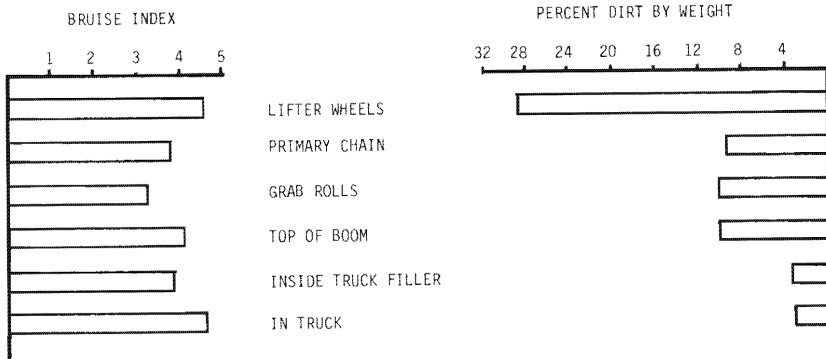 BRUISE INDEX
1 2 3 4 5
PERCENT DIRT BY WEIGHT
32 28 24 20 16 12 8 4
LIFTER WHEELS
PRIMARY CHAIN
GRAB ROLLS
TOP OF BOOM
INSIDE TRUCK FILLER
IN TRUCK